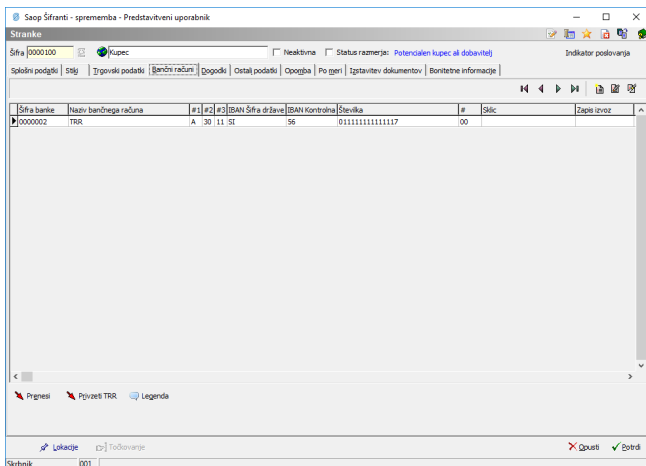 Saop Šifranti - sprememba - Predstavitveni uporabnik
Stranke
Šifra 0000100 Kupec Neaktivna Status razmerja: Potencialen kupec ali dobavitelj Indikator poslovanja
Splošni podatki Stiki Trgovski podatki Bančni računi Dogodki Ostali podatki Opomba Po meri Izstavitev dokumentov Bonitetne informacije
Šifra banke Naziv bančnega računa #1 #2 #3 IBAN Šifra države IBAN Kontrolna Številka # Sklic Zapis izvoz
0000002 TRR A 30 11 SI 56 011111111111117 00
Prenesi Privzeti TRR Legenda
Lokacije Točkovanje Opusti Potrdi
Skrbnik 001